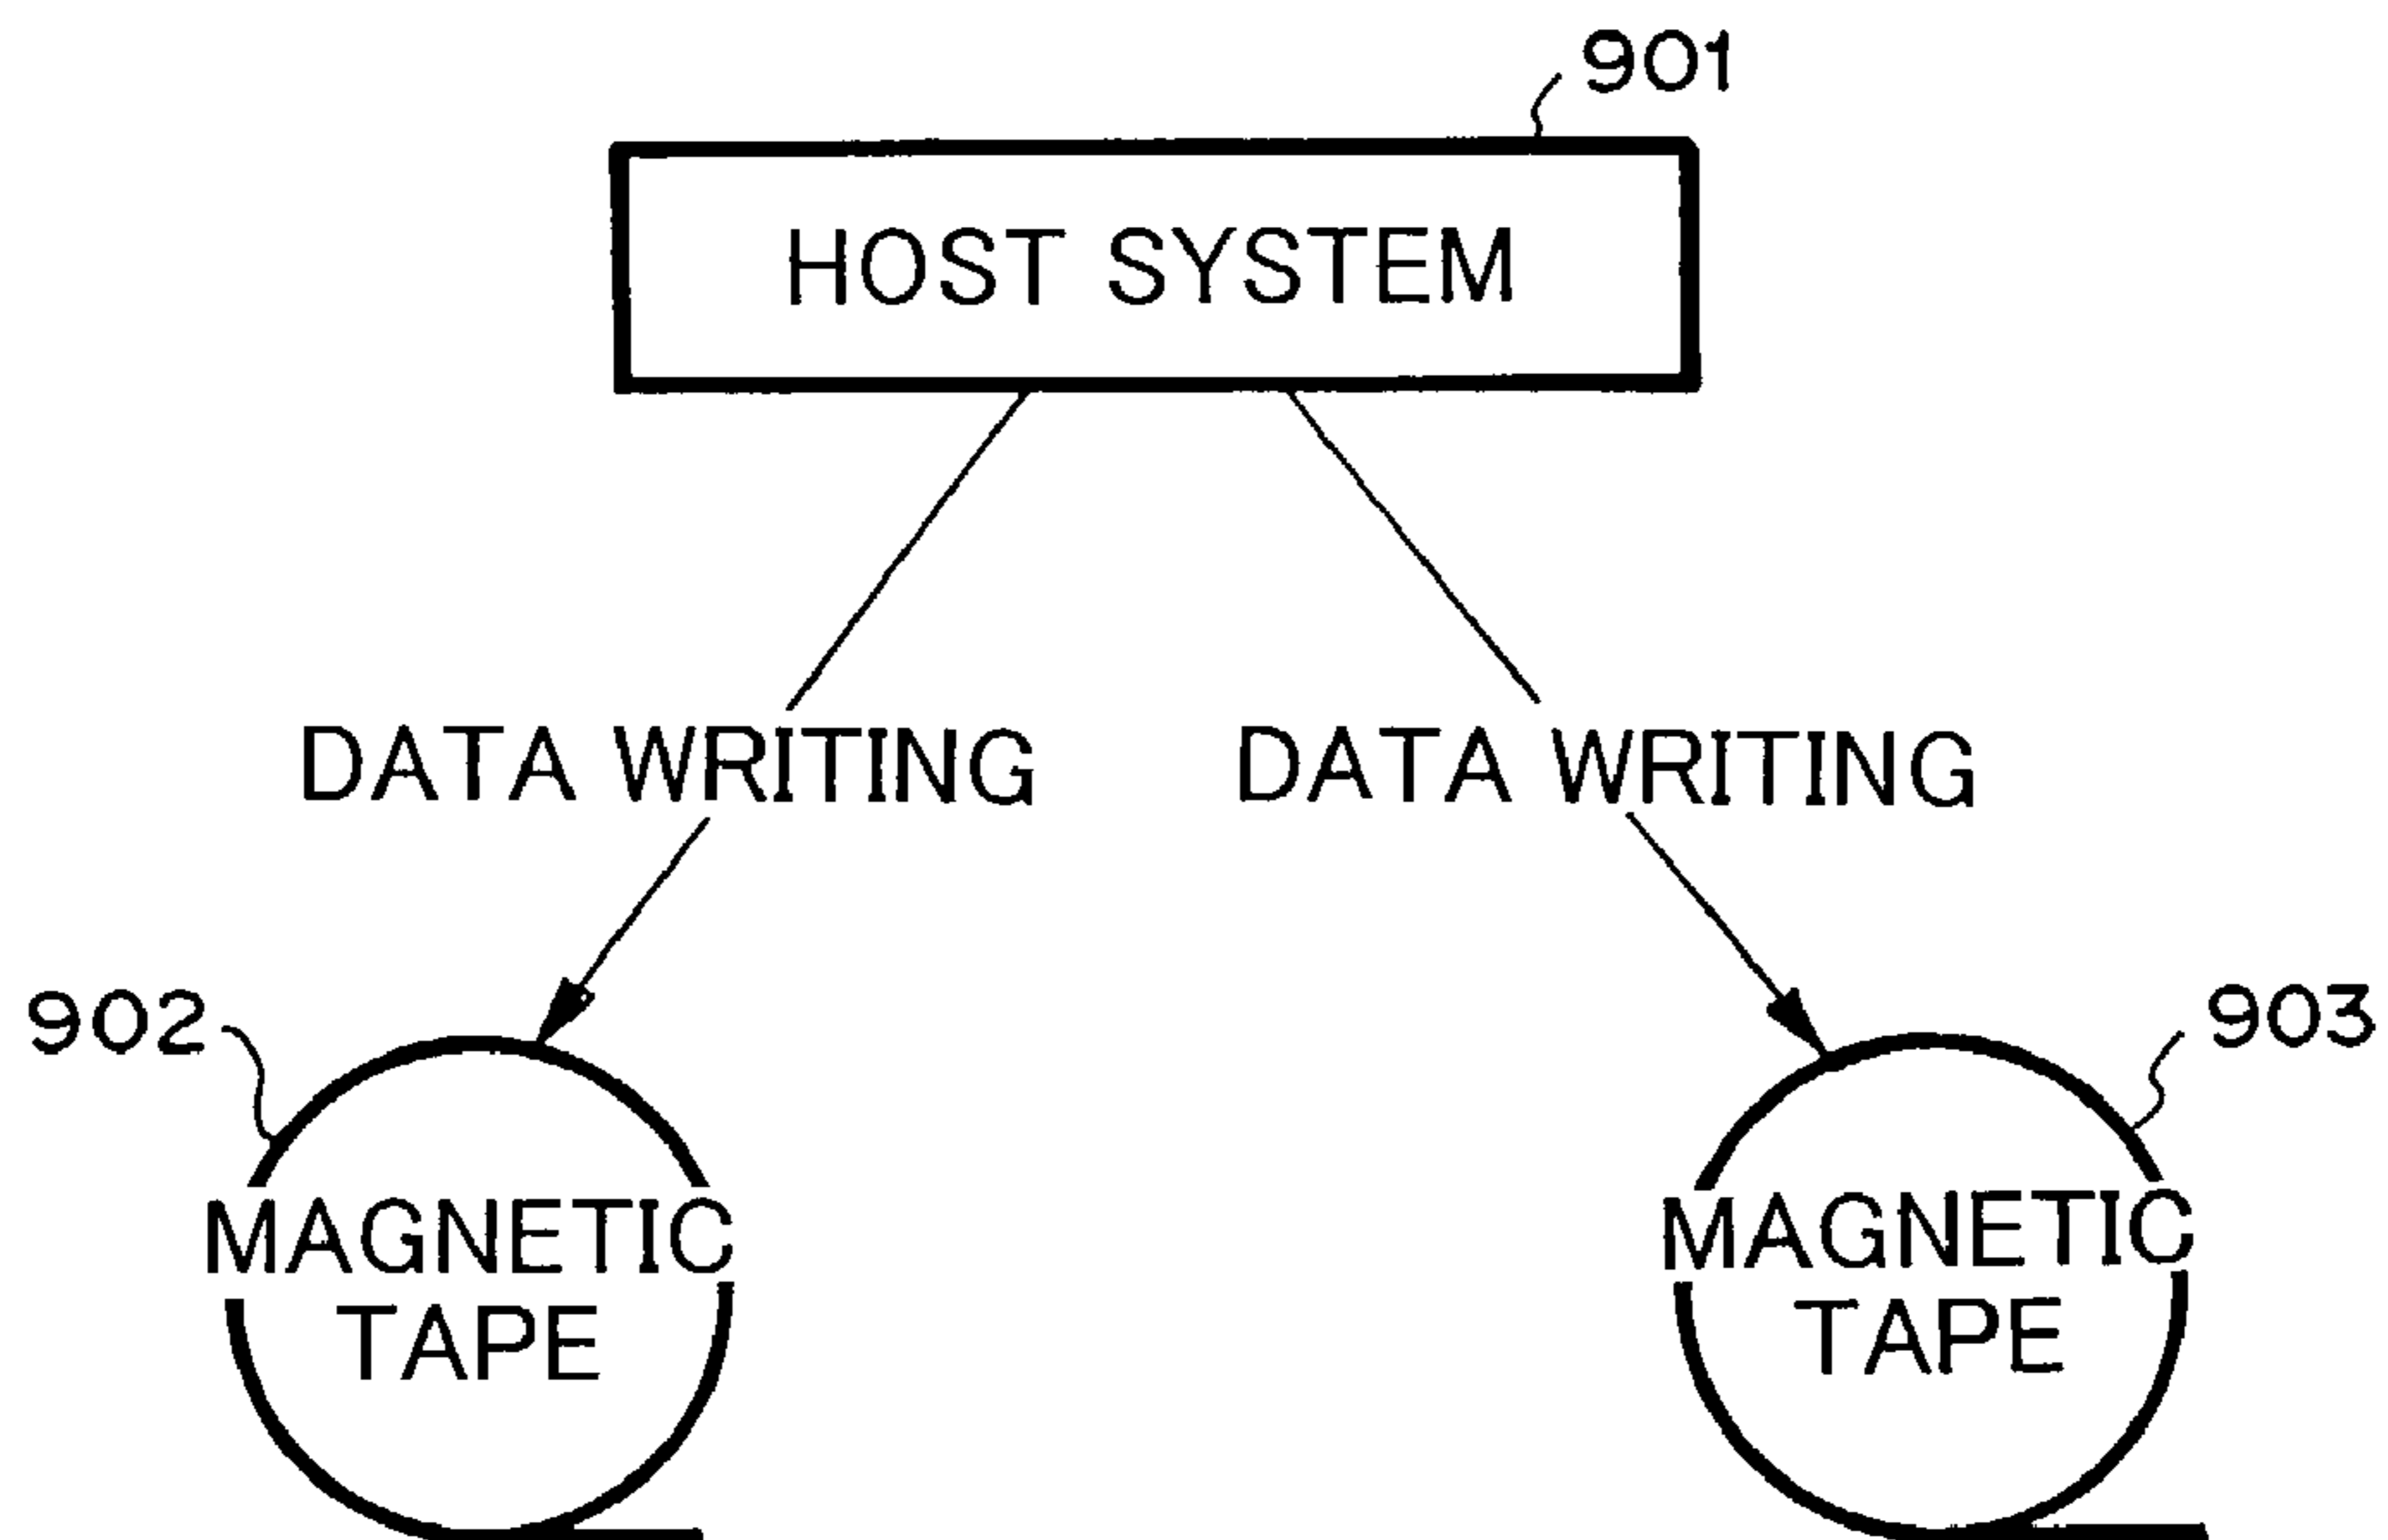 901
HOST SYSTEM
DATA WRITING
DATA WRITING
902
903
MAGNETIC
TAPE
MAGNETIC
TAPE